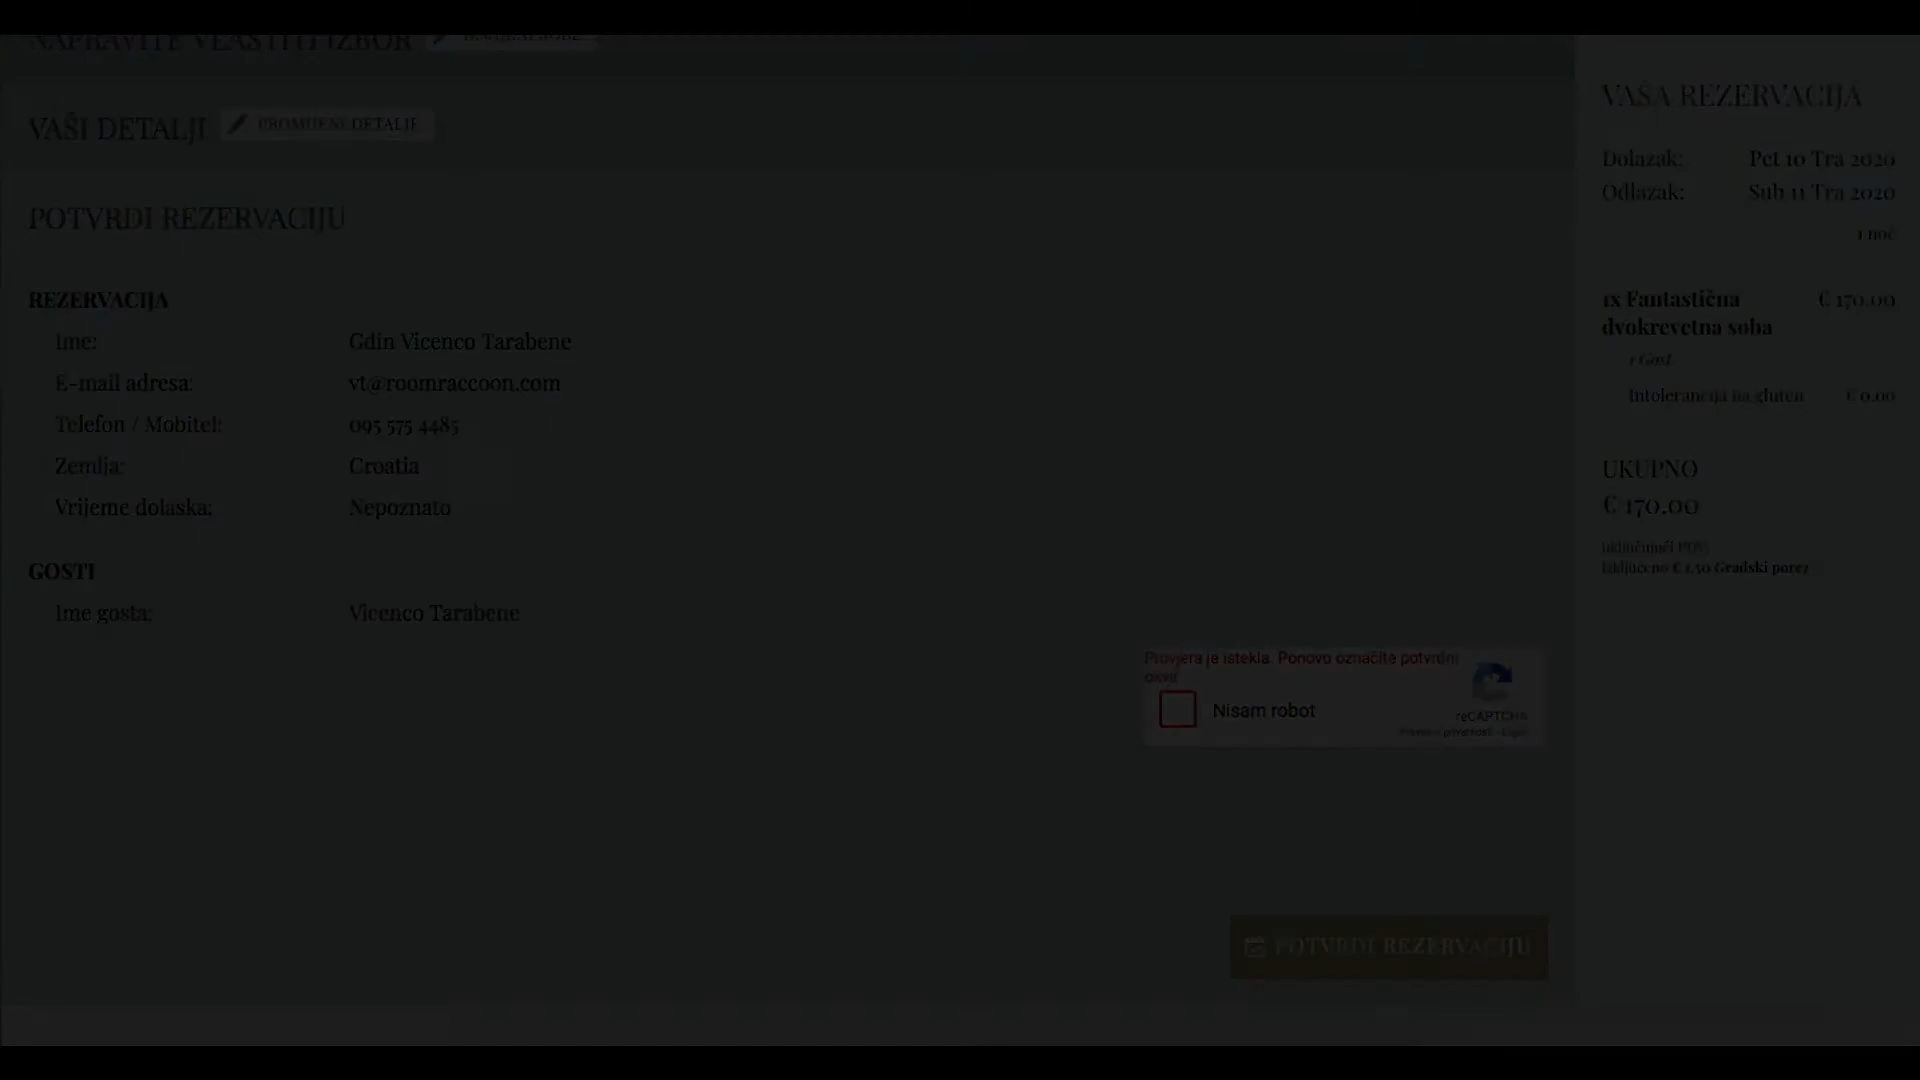 NAPRAVITE VLASTITI IZBOR
VAŠI DETALJI
PROMIJENI DETALJE
POTVRDI REZERVACIJU
REZERVACIJA
Ime: Gdin Vicenco Tarabene
E-mail adresa: vt@roomraccoon.com
Telefon / Mobitel: 095 575 4485
Zemlja: Croatia
Vrijeme dolaska: Nepoznato
GOSTI
Ime gosta: Vicenco Tarabene
Provjera je istekla. Ponovo označite potvrdni
okvir.
Nisam robot
reCAPTCHA
POTVRDI REZERVACIJU
VAŠA REZERVACIJA
Dolazak: Pet 10 Tra 2020
Odlazak: Sub 11 Tra 2020
1 noć
1x Fantastična € 170.00
dvokrevetna soba
1 Gost
Intolerancija na gluten € 0.00
UKUPNO
€ 170.00
uključujući PDV
isključeno € 1.50 Gradski porez